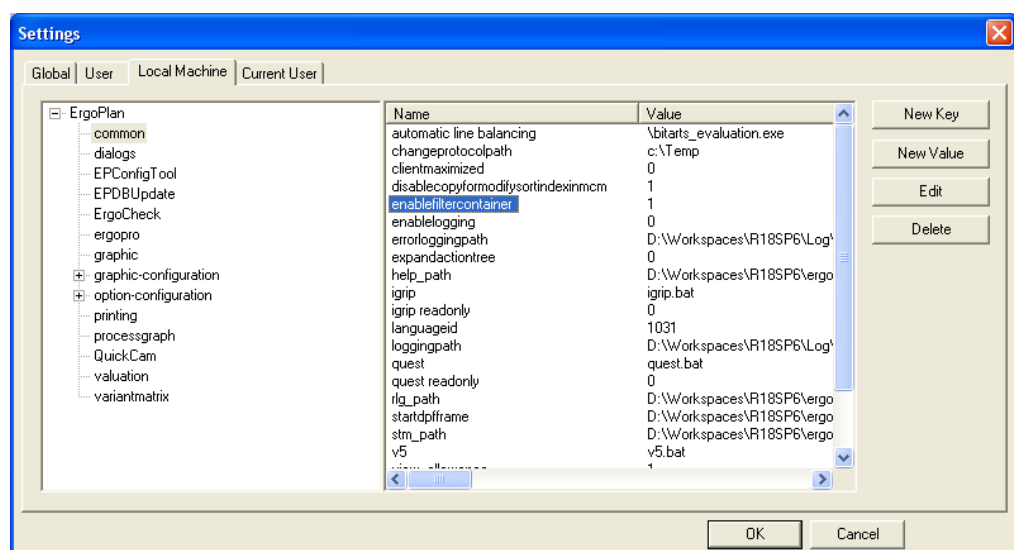 Settings
Global User Local Machine Current User
ErgoPlan
common
dialogs
EPConfigTool
EPDBUpdate
ErgoCheck
ergopro
graphic
graphic-configuration
option-configuration
printing
processgraph
QuickCam
valuation
variantmatrix
Name Value
automatic line balancing \bitarts_evaluation.exe
changeprotocolpath c:\Temp
clientmaximized 0
disablecopyformodifysortindexinmcm 1
enablefiltercontainer 1
enablelogging 0
errorloggingpath D:\Workspaces\R18SP6\Log\
expandactiontree 0
help_path D:\Workspaces\R18SP6\ergo
igrip igrip.bat
igrip readonly 0
languageid 1031
loggingpath D:\Workspaces\R18SP6\Log\
quest quest.bat
quest readonly 0
rlg_path D:\Workspaces\R18SP6\ergo
startdpfframe D:\Workspaces\R18SP6\ergo
stm_path D:\Workspaces\R18SP6\ergo
v5 v5.bat
New Key
New Value
Edit
Delete
OK Cancel